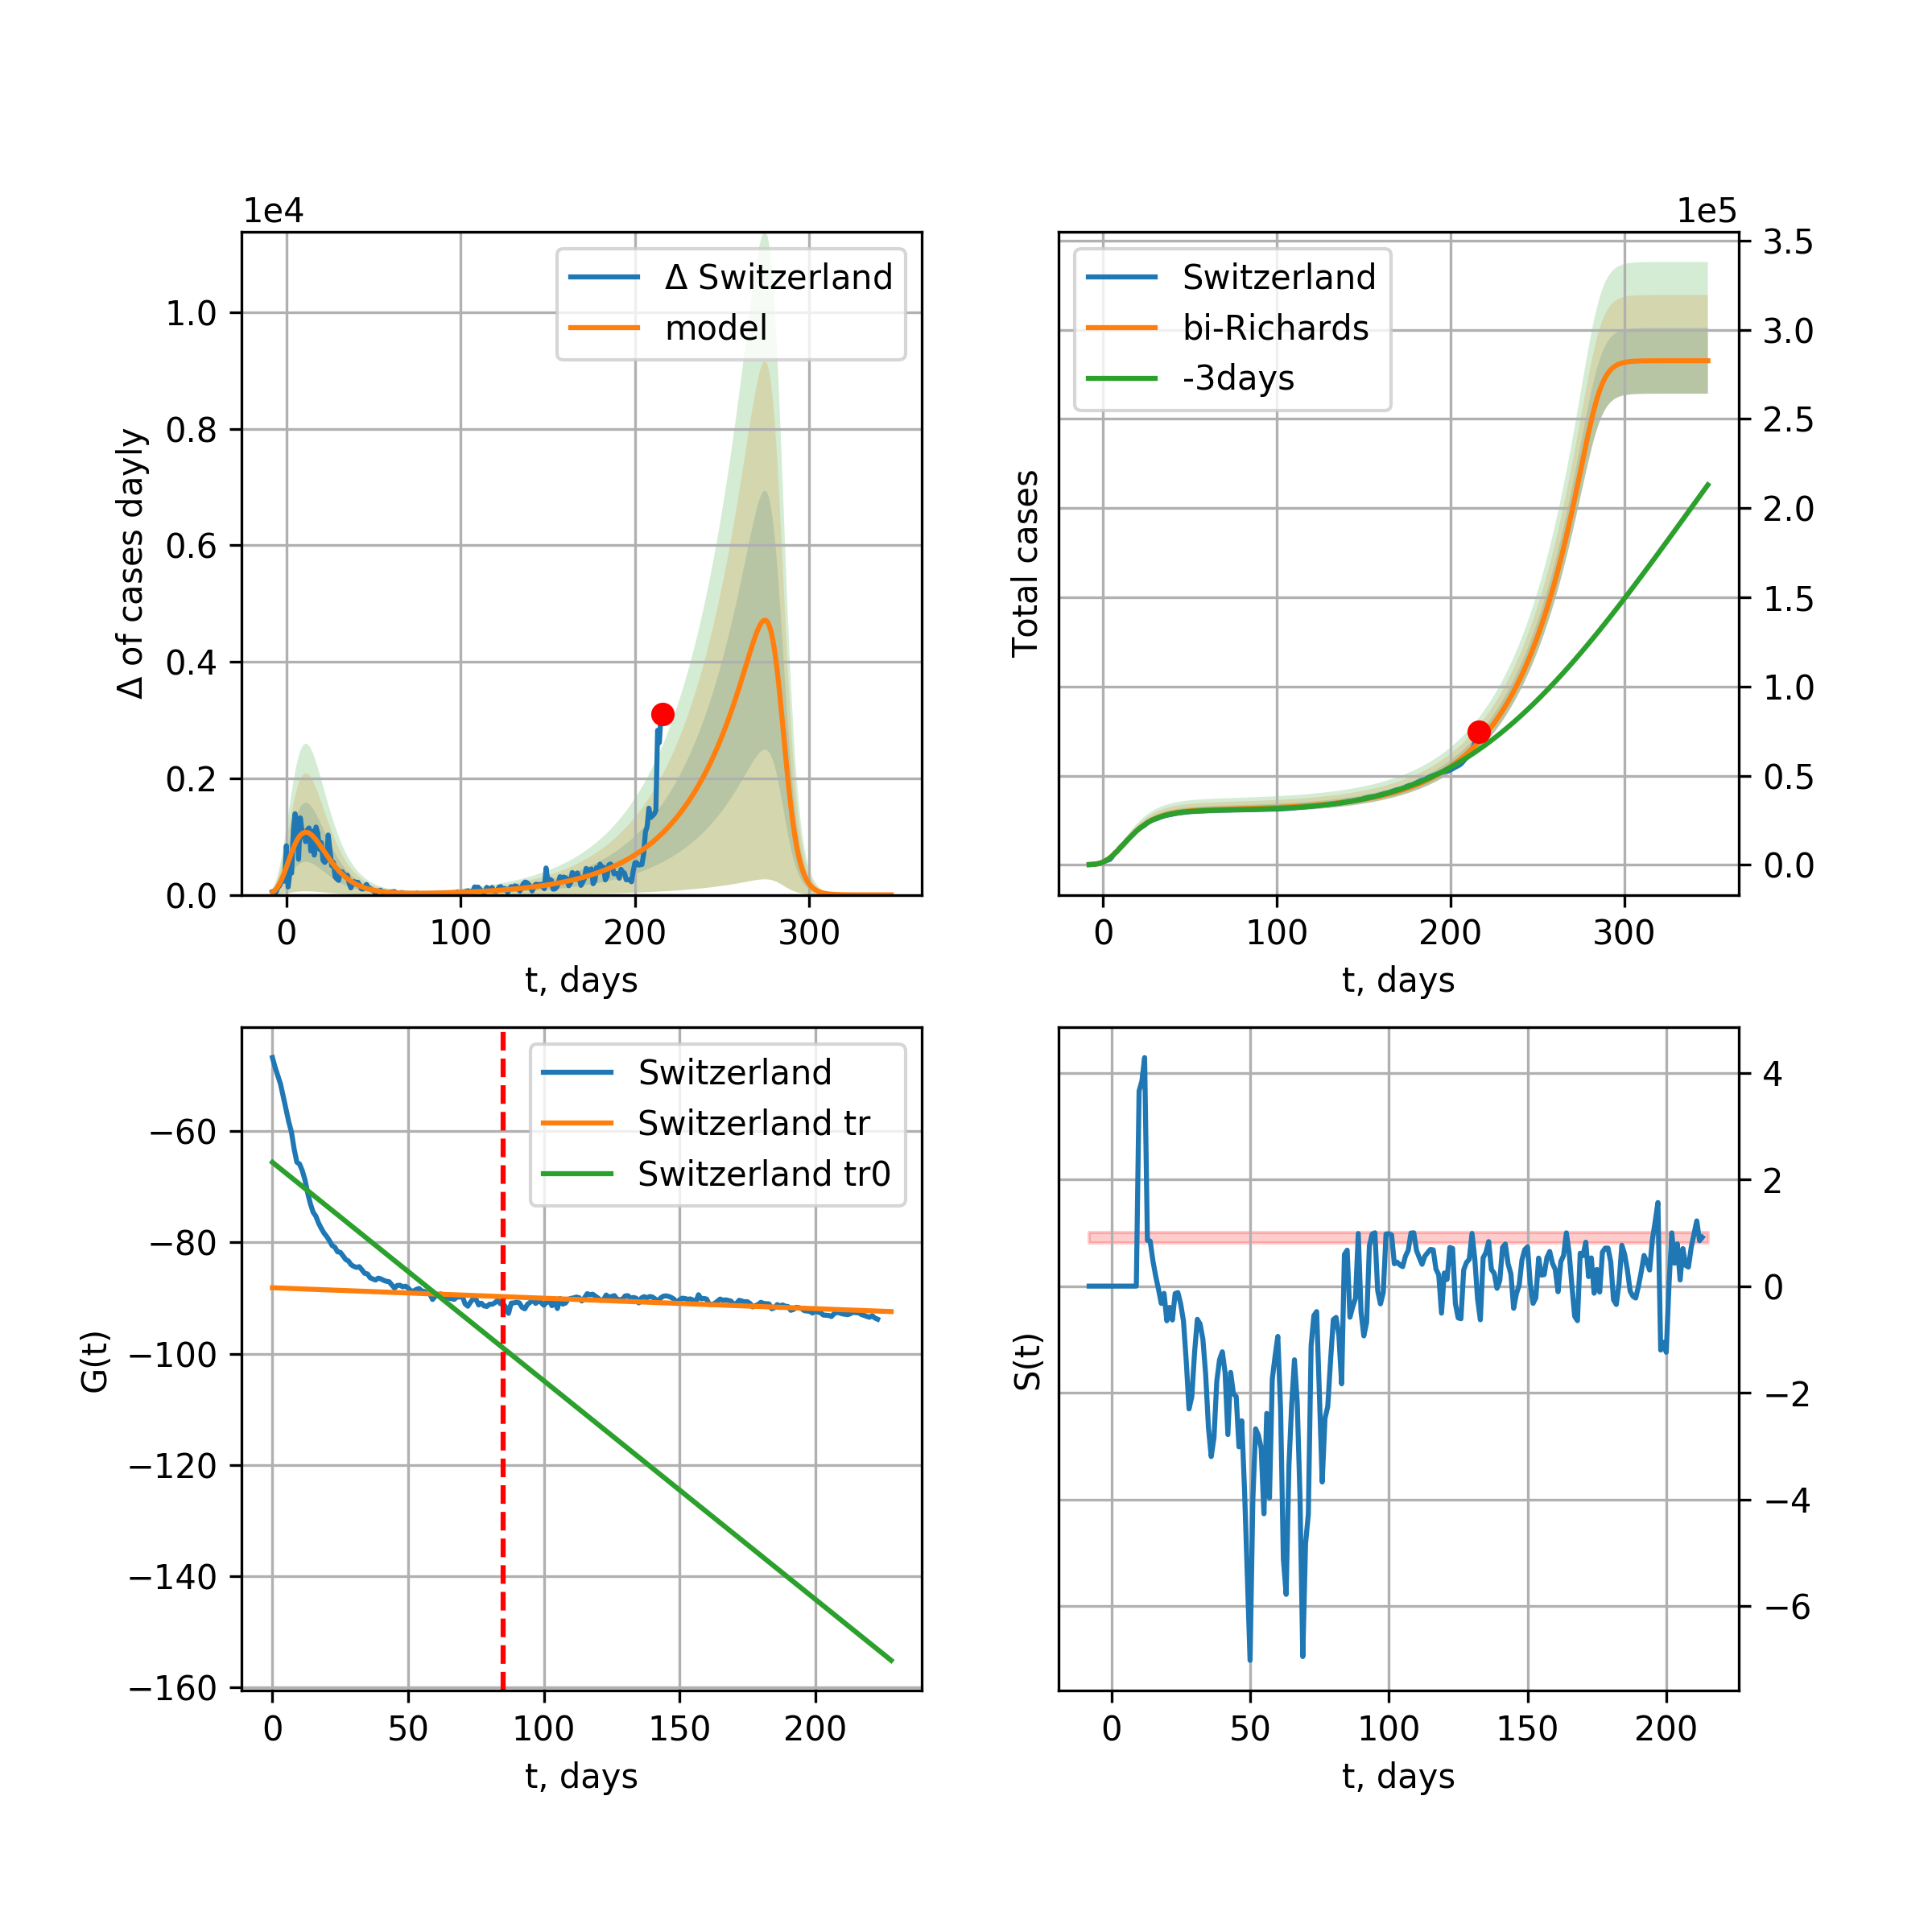 1e4
Δ of cases dayly
1.0
0.8
0.6
0.4
0.2
0.0
Δ Switzerland
model
0 100 200 300
t, days
1e5
Total cases
Switzerland
bi-Richards
-3days
3.5
3.0
2.5
2.0
1.5
1.0
0.5
0.0
0 100 200 300
t, days
G(t)
−60
−80
−100
−120
−140
−160
Switzerland
Switzerland tr
Switzerland tr0
0 50 100 150 200
t, days
S(t)
4
2
0
−2
−4
−6
0 50 100 150 200
t, days